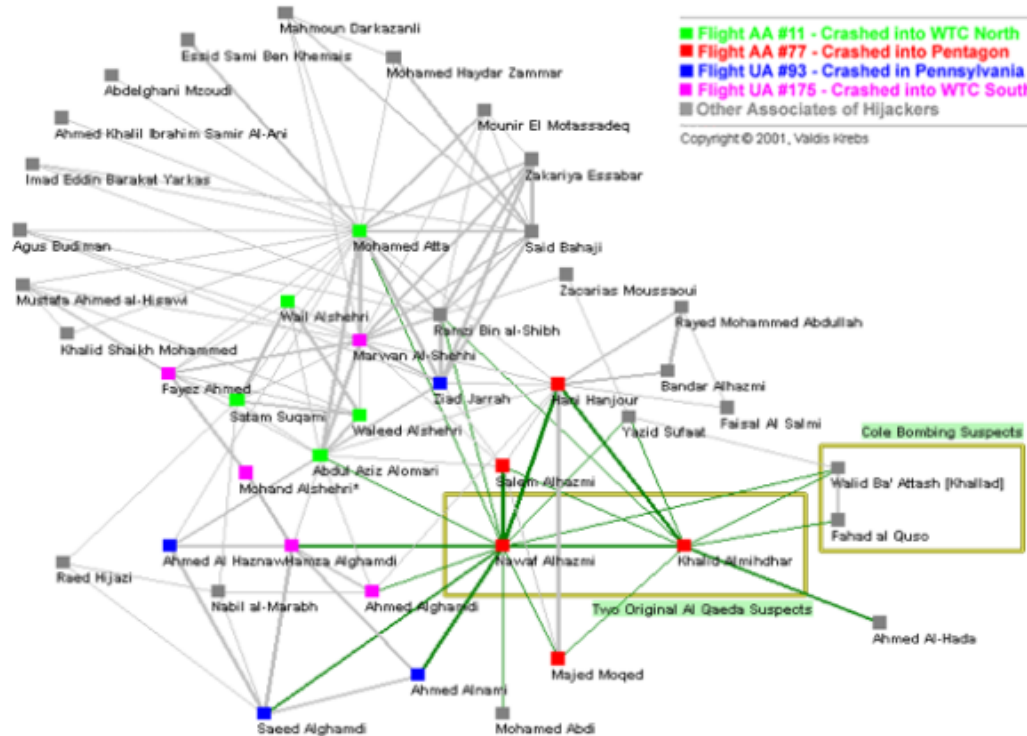 Mahmoun Darkazanli
Essid Sami Ben Khemais
Mohamed Haydar Zammar
Abdelghani Mzoudi
Ahmed Khalil Ibrahim Samir Al-Ani
Mounir El Motassadeq
Imad Eddin Barakat Yarkas
Zakariya Essabar
Flight AA #11 - Crashed into WTC North
Flight AA #77 - Crashed into Pentagon
Flight UA #93 - Crashed in Pennsylvania
Flight UA #175 - Crashed into WTC South
Other Associates of Hijackers
Copyright © 2001, Valdis Krebs
Agus Budiman
Mohamed Atta
Said Bahaji
Mustafa Ahmed al-Hisawi
Zacarias Moussaoui
Wail Alshehri
Ramzi Bin al-Shibh
Rayed Mohammed Abdullah
Khalid Shaikh Mohammed
Marwan Al-Shehhi
Fayez Ahmed
Ziad Jarrah
Hani Hanjour
Bandar Alhazmi
Satam Suqami
Waleed Alshehri
Yazid Sufaat
Faisal Al Salmi
Cole Bombing Suspects
Abdul Aziz Alomari
Mohand Alshehri*
Salem Alhazmi
Walid Ba' Attash [Khallad]
Fahad al Quso
Ahmed Al Haznawi
Hamza Alghamdi
Nawaf Alhazmi
Khalid Almihdhar
Raed Hijazi
Nabil al-Marabh
Ahmed Alghamdi
Two Original Al Qaeda Suspects
Ahmed Al-Hada
Majed Moqed
Ahmed Alnami
Saeed Alghamdi
Mohamed Abdi